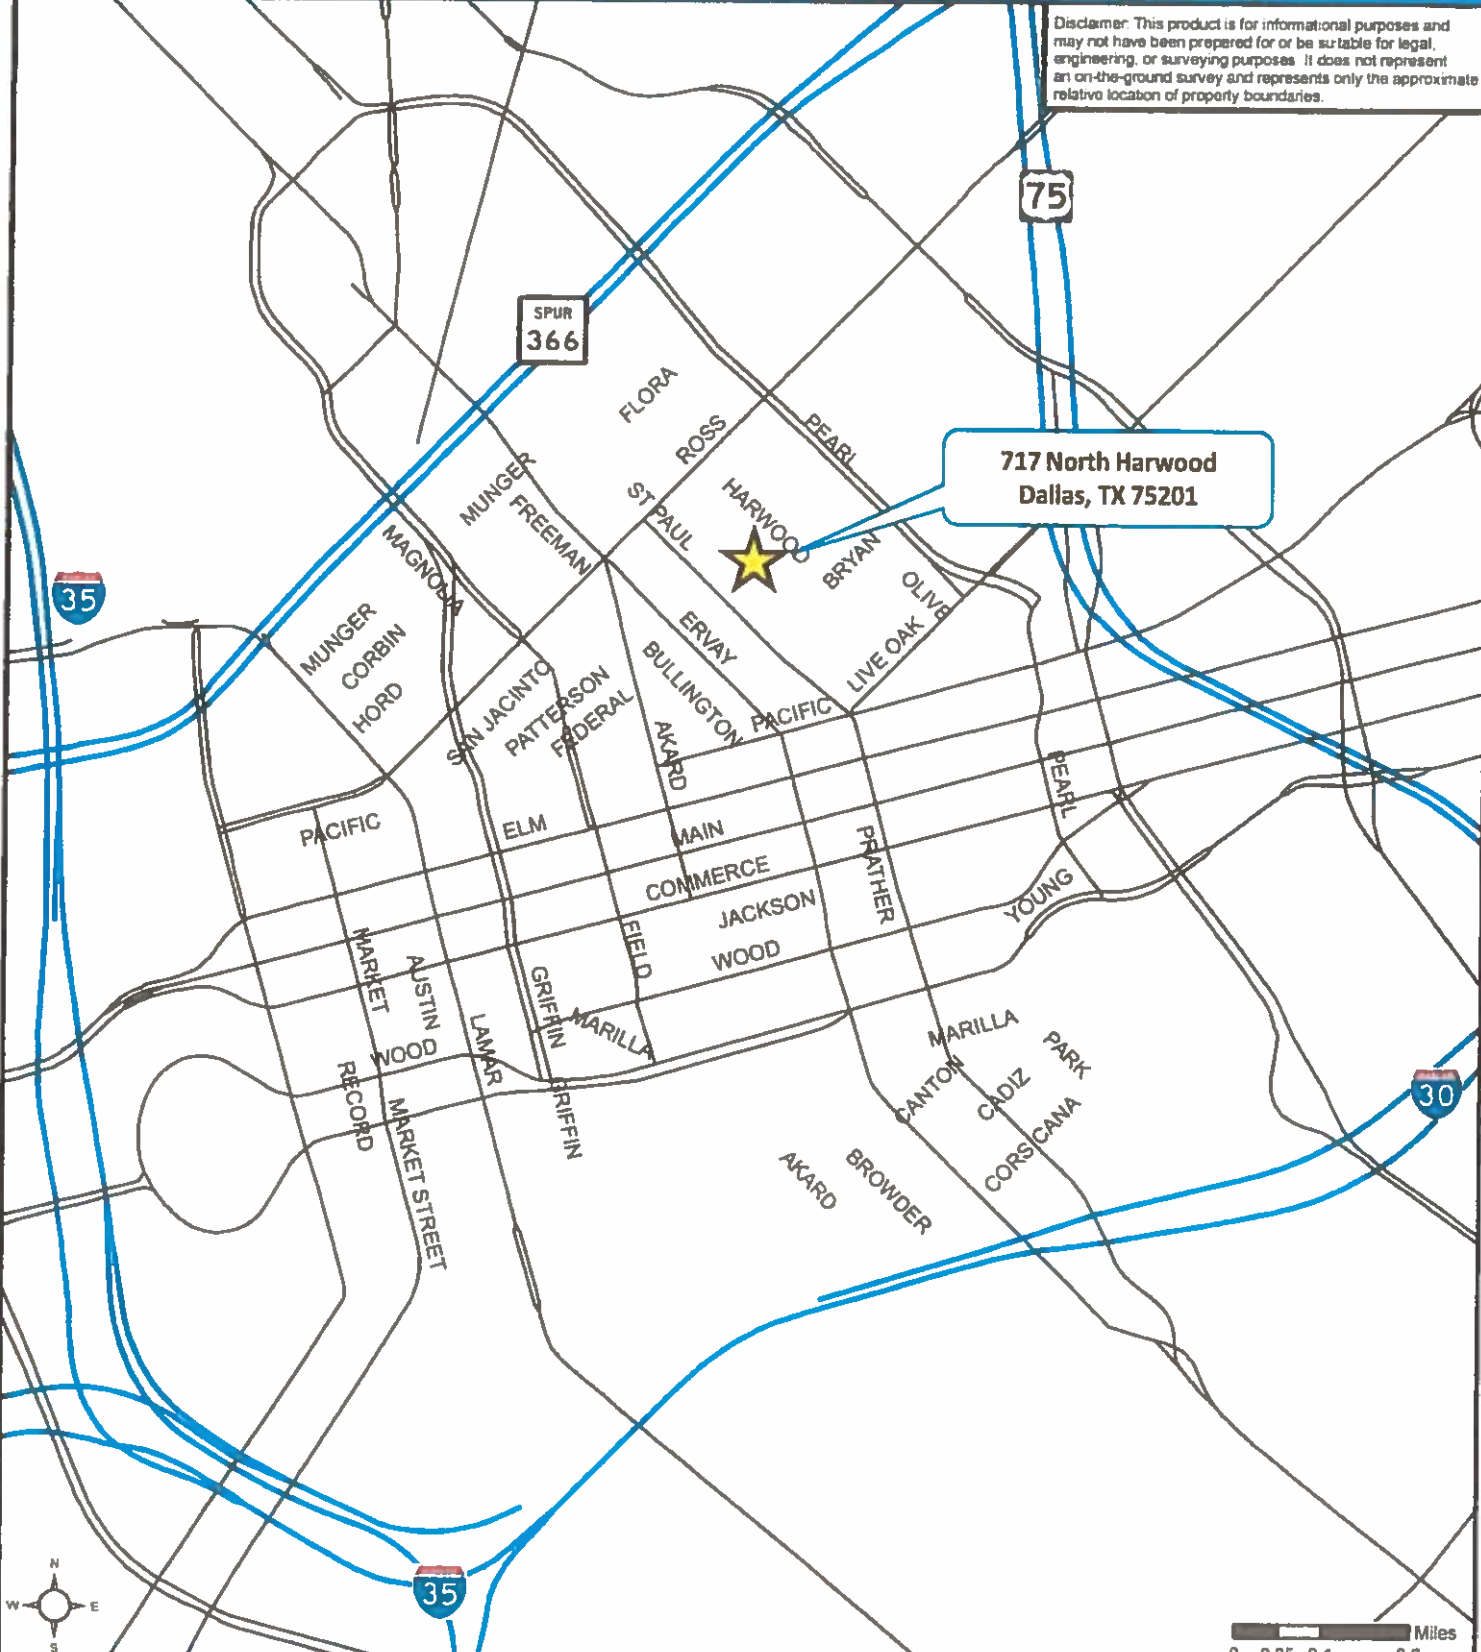 Disclaimer: This product is for informational purposes and
may not have been prepared for or be suitable for legal,
engineering, or surveying purposes. It does not represent
an on-the-ground survey and represents only the approximate
relative location of property boundaries.
75
SPUR
366
FLORA
ROSS
PEARL
717 North Harwood
Dallas, TX 75201
MUNGER
ST PAUL
HARWOOD
FREEMAN
MAGNOLIA
BRYAN
OLIVE
35
MUNGER
CORBIN
HORD
ERVAY
BULLINGTON
LIVE OAK
SAN JACINTO
PATTERSON
FEDERAL
AKARD
PACIFIC
PEARL
PACIFIC
ELM
MAIN
PRATHER
COMMERCE
JACKSON
YOUNG
MARKET
AUSTIN
FIELD
WOOD
GRIFFIN
MARILLA
LAMAR
WOOD
RECORD
MARILLA
PARK
CANTON
CADIZ
30
GRIFFIN
MARKET STREET
CORSICANA
AKARD
BROWDER
35
N
W
E
S
Miles